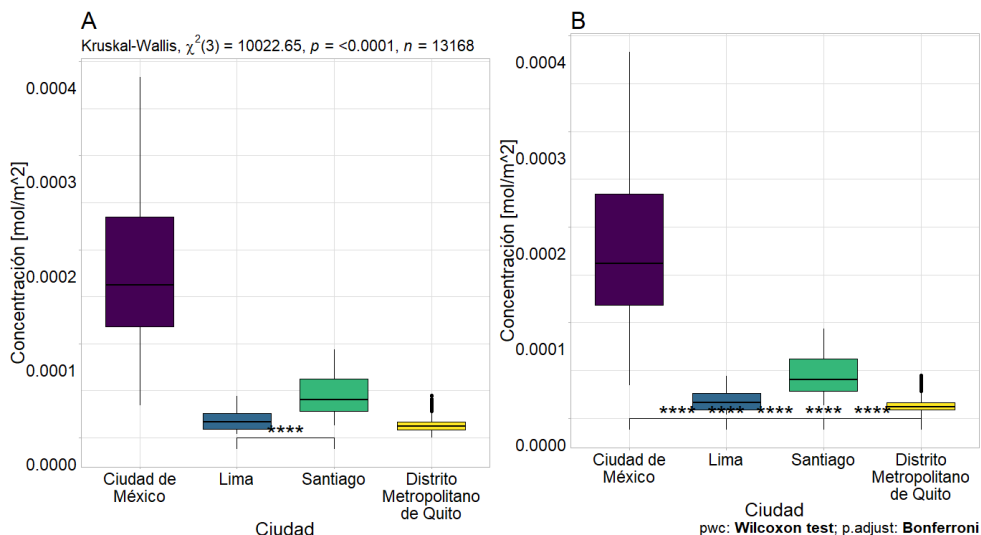 A
Kruskal-Wallis, χ²(3) = 10022.65, p = <0.0001, n = 13168
Concentración [mol/m^2]
0.0004
0.0003
0.0002
0.0001
0.0000
****
Ciudad de
México
Lima
Santiago
Distrito
Metropolitano
de Quito
Ciudad
B
Concentración [mol/m^2]
0.0004
0.0003
0.0002
0.0001
0.0000
**** **** **** **** ****
Ciudad de
México
Lima
Santiago
Distrito
Metropolitano
de Quito
Ciudad
pwc: Wilcoxon test; p.adjust: Bonferroni